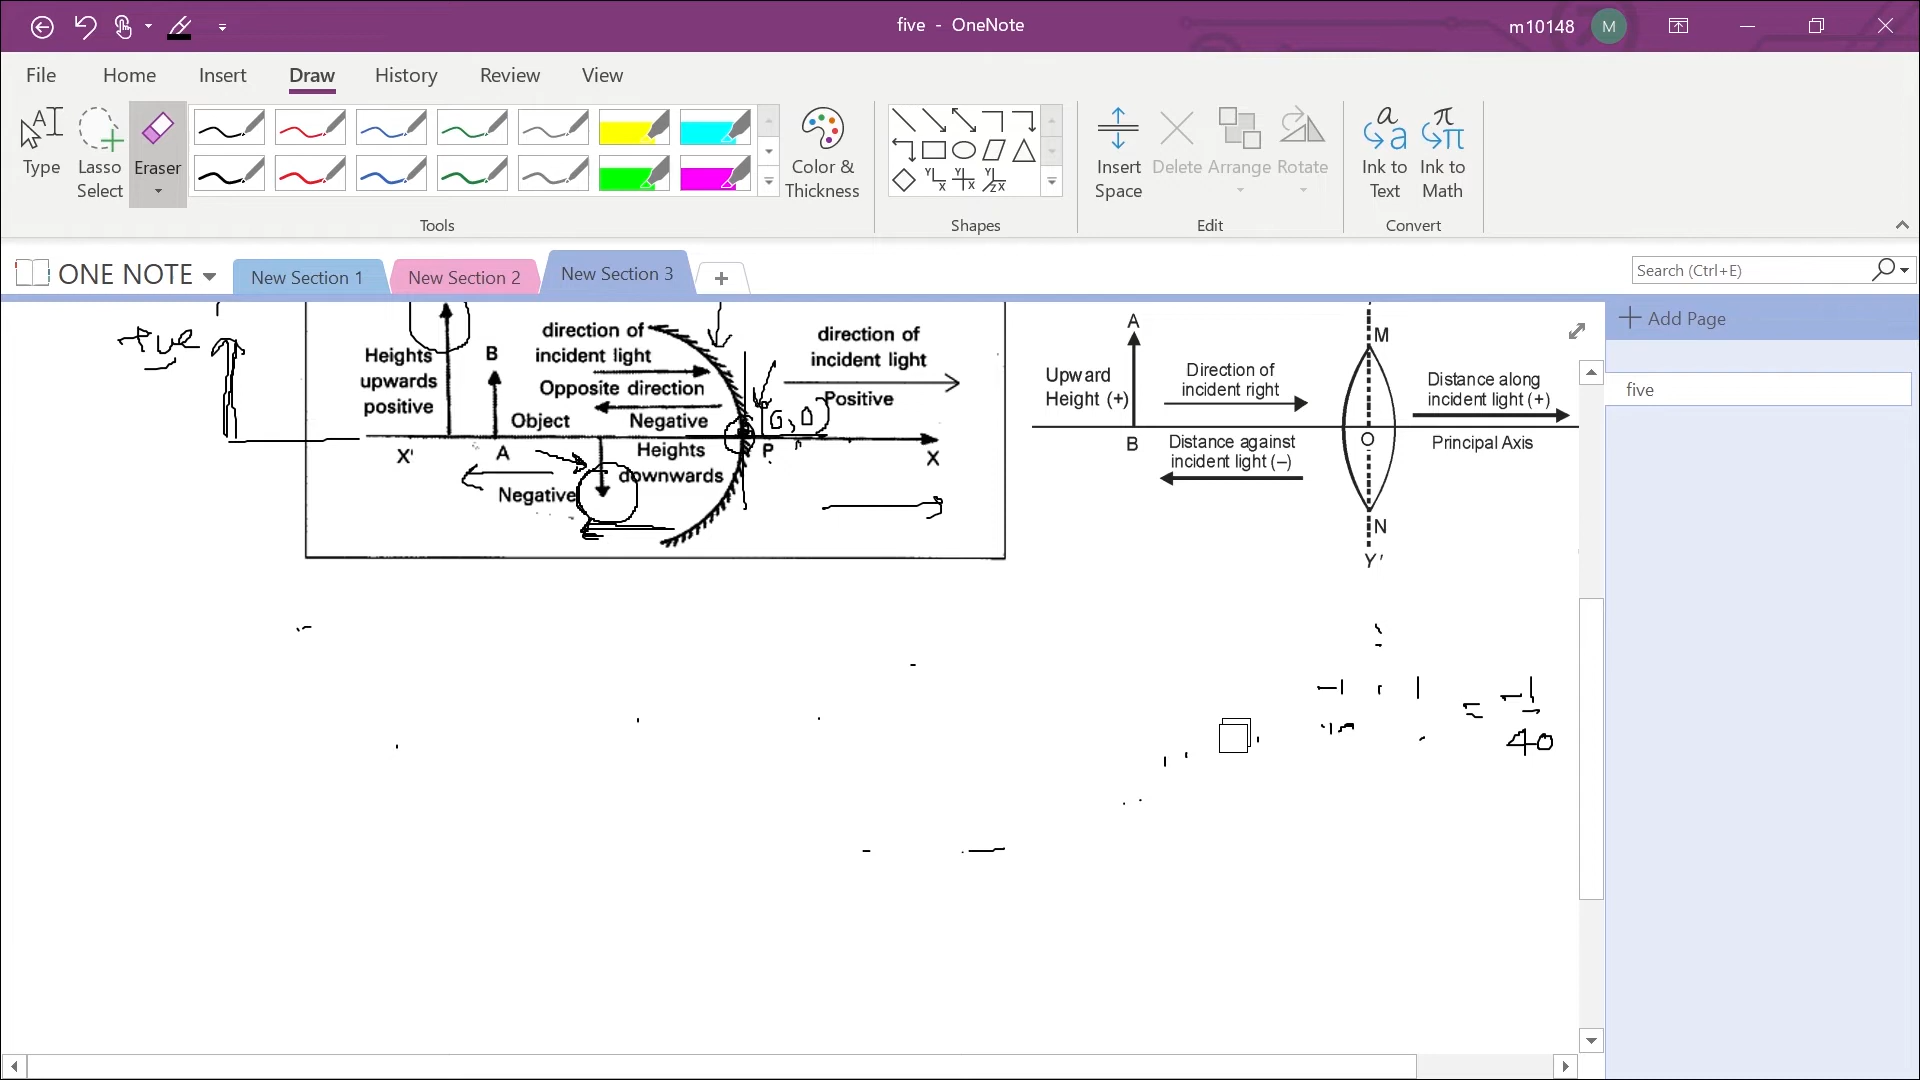 five - OneNote
m10148
M
File
Home
Insert
Draw
History
Review
View
Type
Lasso Select
Eraser
Color & Thickness
Insert Space
Delete
Arrange
Rotate
Ink to Text
Ink to Math
Tools
Shapes
Edit
Convert
ONE NOTE
New Section 1
New Section 2
New Section 3
Search (Ctrl+E)
Add Page
five
+ve
Heights
upwards
positive
B
direction of
incident light
Opposite direction
Object
Negative
direction of
incident light
Positive
X'
A
Heights
downwards
Negative
P
X
A
Upward
Height (+)
B
Direction of
incident right
Distance against
incident light (–)
M
O
N
Y'
Distance along
incident light (+)
Principal Axis
= -1
40